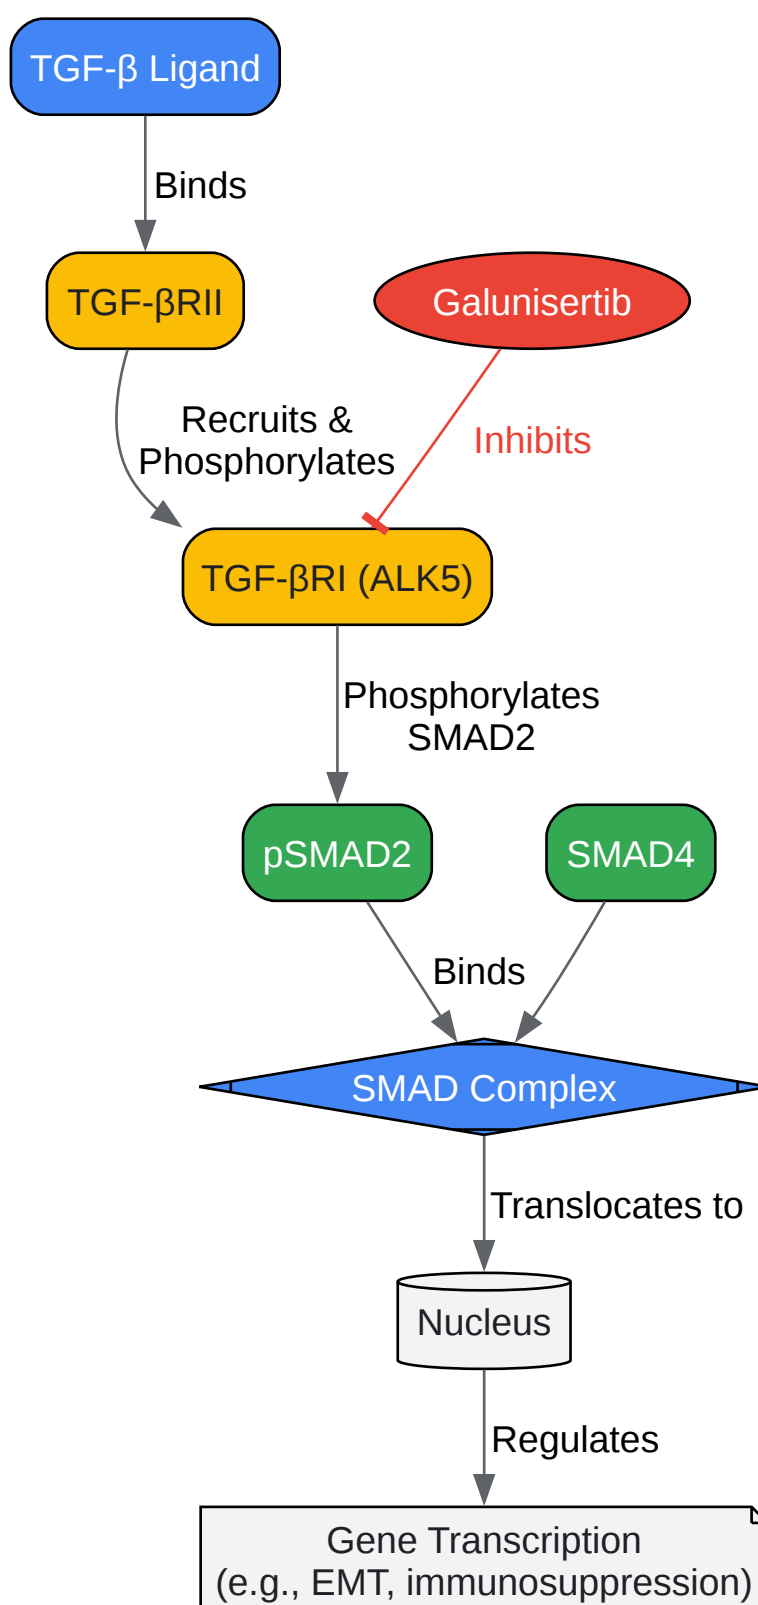 TGF-β Ligand
Binds
TGF-βRII
Galunisertib
Recruits &
Phosphorylates
Inhibits
TGF-βRI (ALK5)
Phosphorylates
SMAD2
pSMAD2
SMAD4
Binds
SMAD Complex
Translocates to
Nucleus
Regulates
Gene Transcription
(e.g., EMT, immunosuppression)